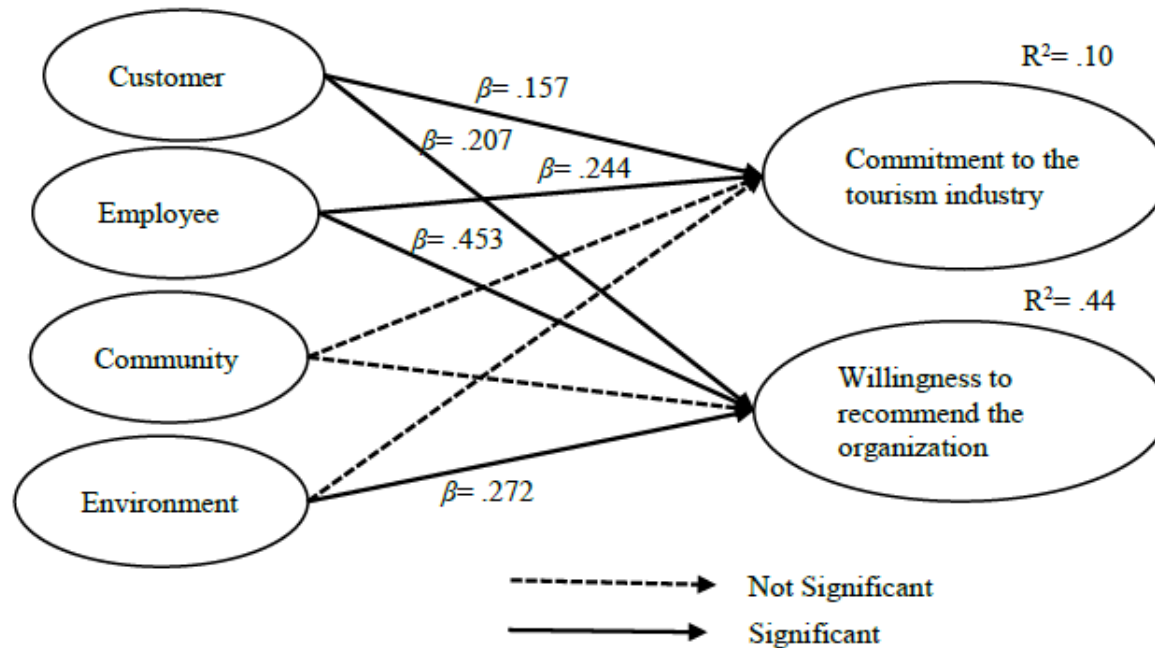 R²= .10
Customer
β= .157
β= .207
Commitment to the
tourism industry
β= .244
Employee
β= .453
R²= .44
Community
Willingness to
recommend the
organization
Environment
β= .272
Not Significant
Significant